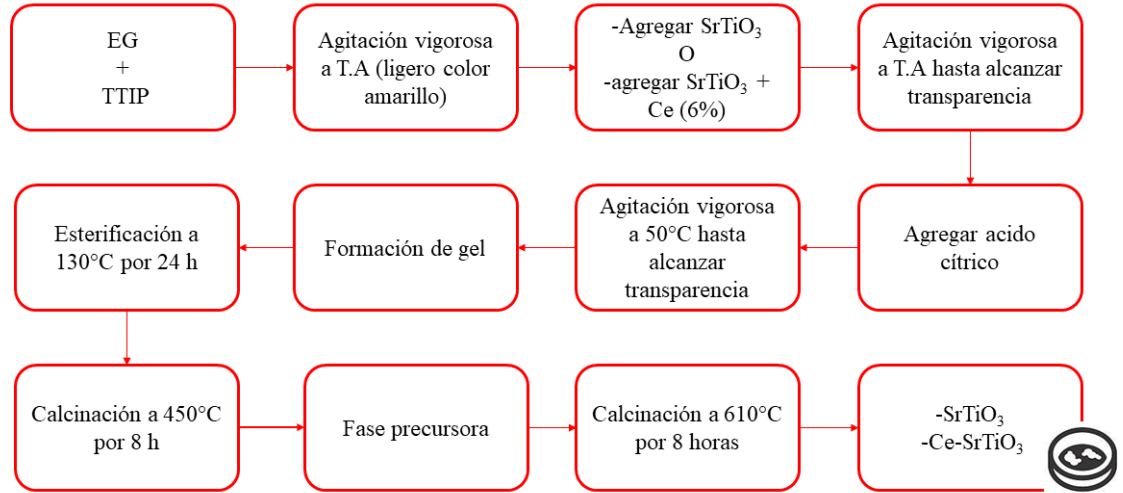 EG
+
TTIP
Agitación vigorosa
a T.A (ligero color
amarillo)
-Agregar SrTiO₃
O
-agregar SrTiO₃ +
Ce (6%)
Agitación vigorosa
a T.A hasta alcanzar
transparencia
Agregar acido
cítrico
Agitación vigorosa
a 50°C hasta
alcanzar
transparencia
Formación de gel
Esterificación a
130°C por 24 h
Calcinación a 450°C
por 8 h
Fase precursora
Calcinación a 610°C
por 8 horas
-SrTiO₃
-Ce-SrTiO₃